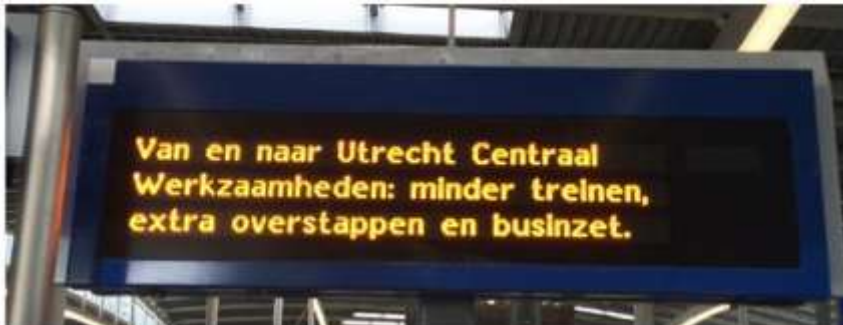 Van en naar Utrecht Centraal
Werkzaamheden: minder treinen,
extra overstappen en businzet.